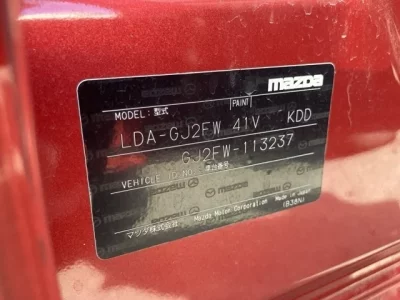 mazda
MODEL: 型式 PAINT
LDA-GJ2FW 41V KDD
GJ2FW-113237
VEHICLE ID NO. 車台番号
マツダ株式会社 Mazda Motor Corporation Made in Japan
(B38N)